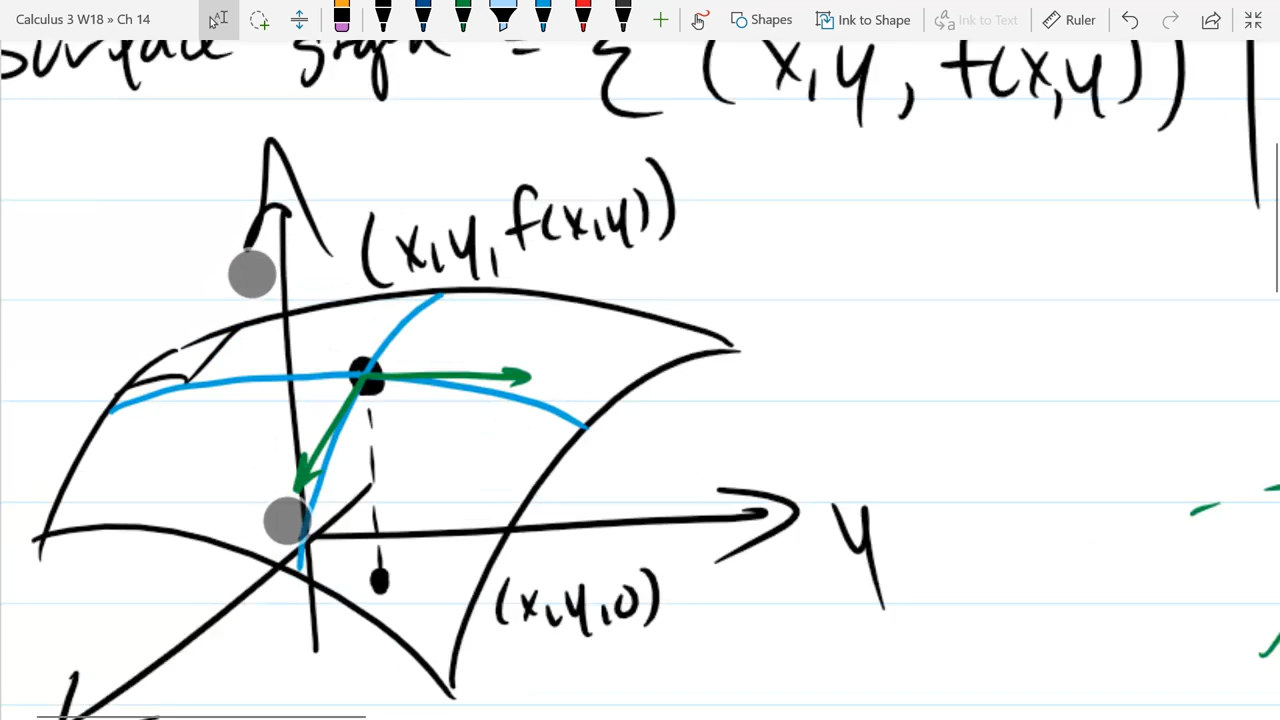 Calculus 3 W18 » Ch 14
Shapes Ink to Shape Ink to Text Ruler
surface graph = { (x,y, f(x,y)) |
(x,y, f(x,y))
y
(x,y,0)